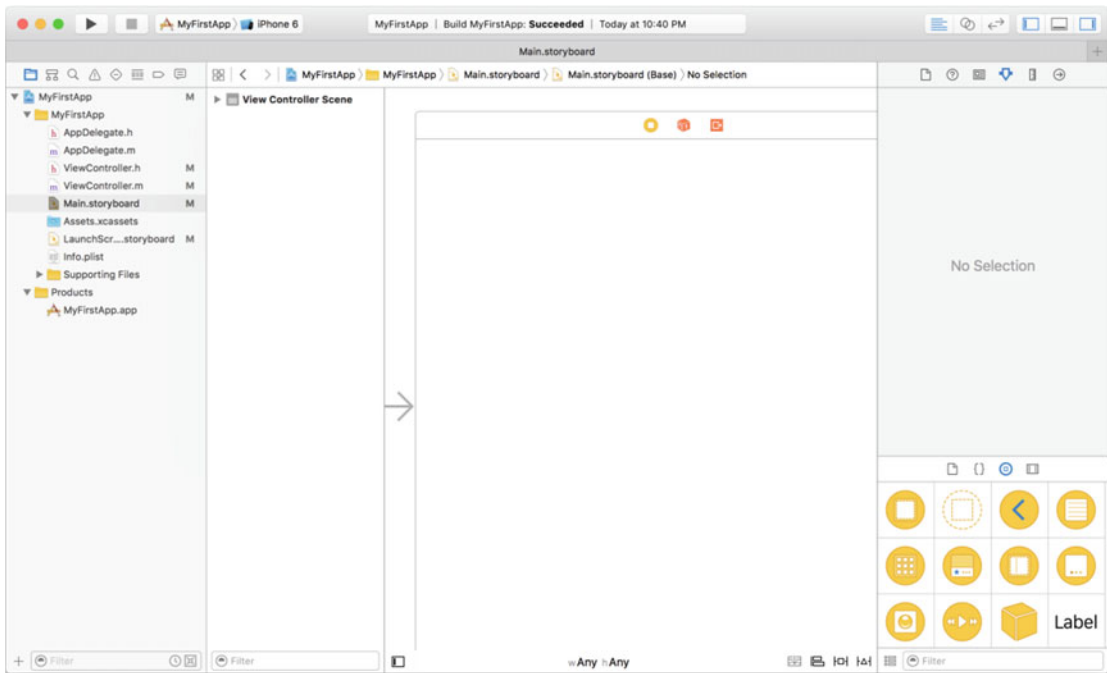 MyFirstApp iPhone 6 MyFirstApp | Build MyFirstApp: Succeeded | Today at 10:40 PM
Main.storyboard
MyFirstApp MyFirstApp Main.storyboard Main.storyboard (Base) No Selection
MyFirstApp M
MyFirstApp
h AppDelegate.h
m AppDelegate.m
h ViewController.h M
m ViewController.m M
Main.storyboard M
Assets.xcassets
LaunchScr....storyboard M
Info.plist
Supporting Files
Products
MyFirstApp.app
View Controller Scene
No Selection
Label
Filter
Filter
wAny hAny
Filter